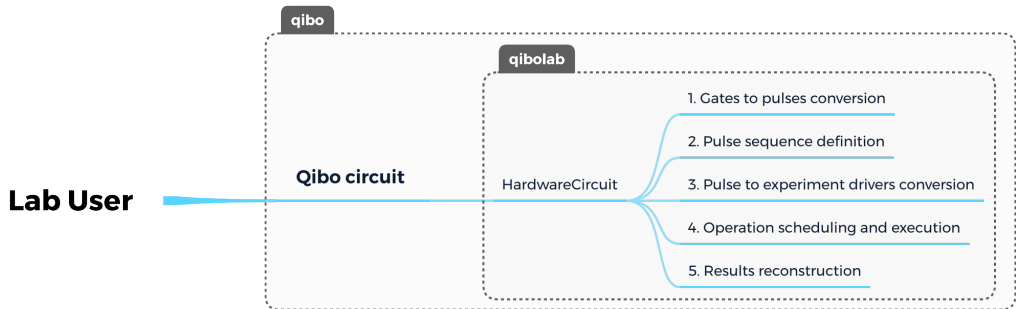 qibo
qibolab
1. Gates to pulses conversion
2. Pulse sequence definition
Qibo circuit
Lab User
HardwareCircuit
3. Pulse to experiment drivers conversion
4. Operation scheduling and execution
5. Results reconstruction